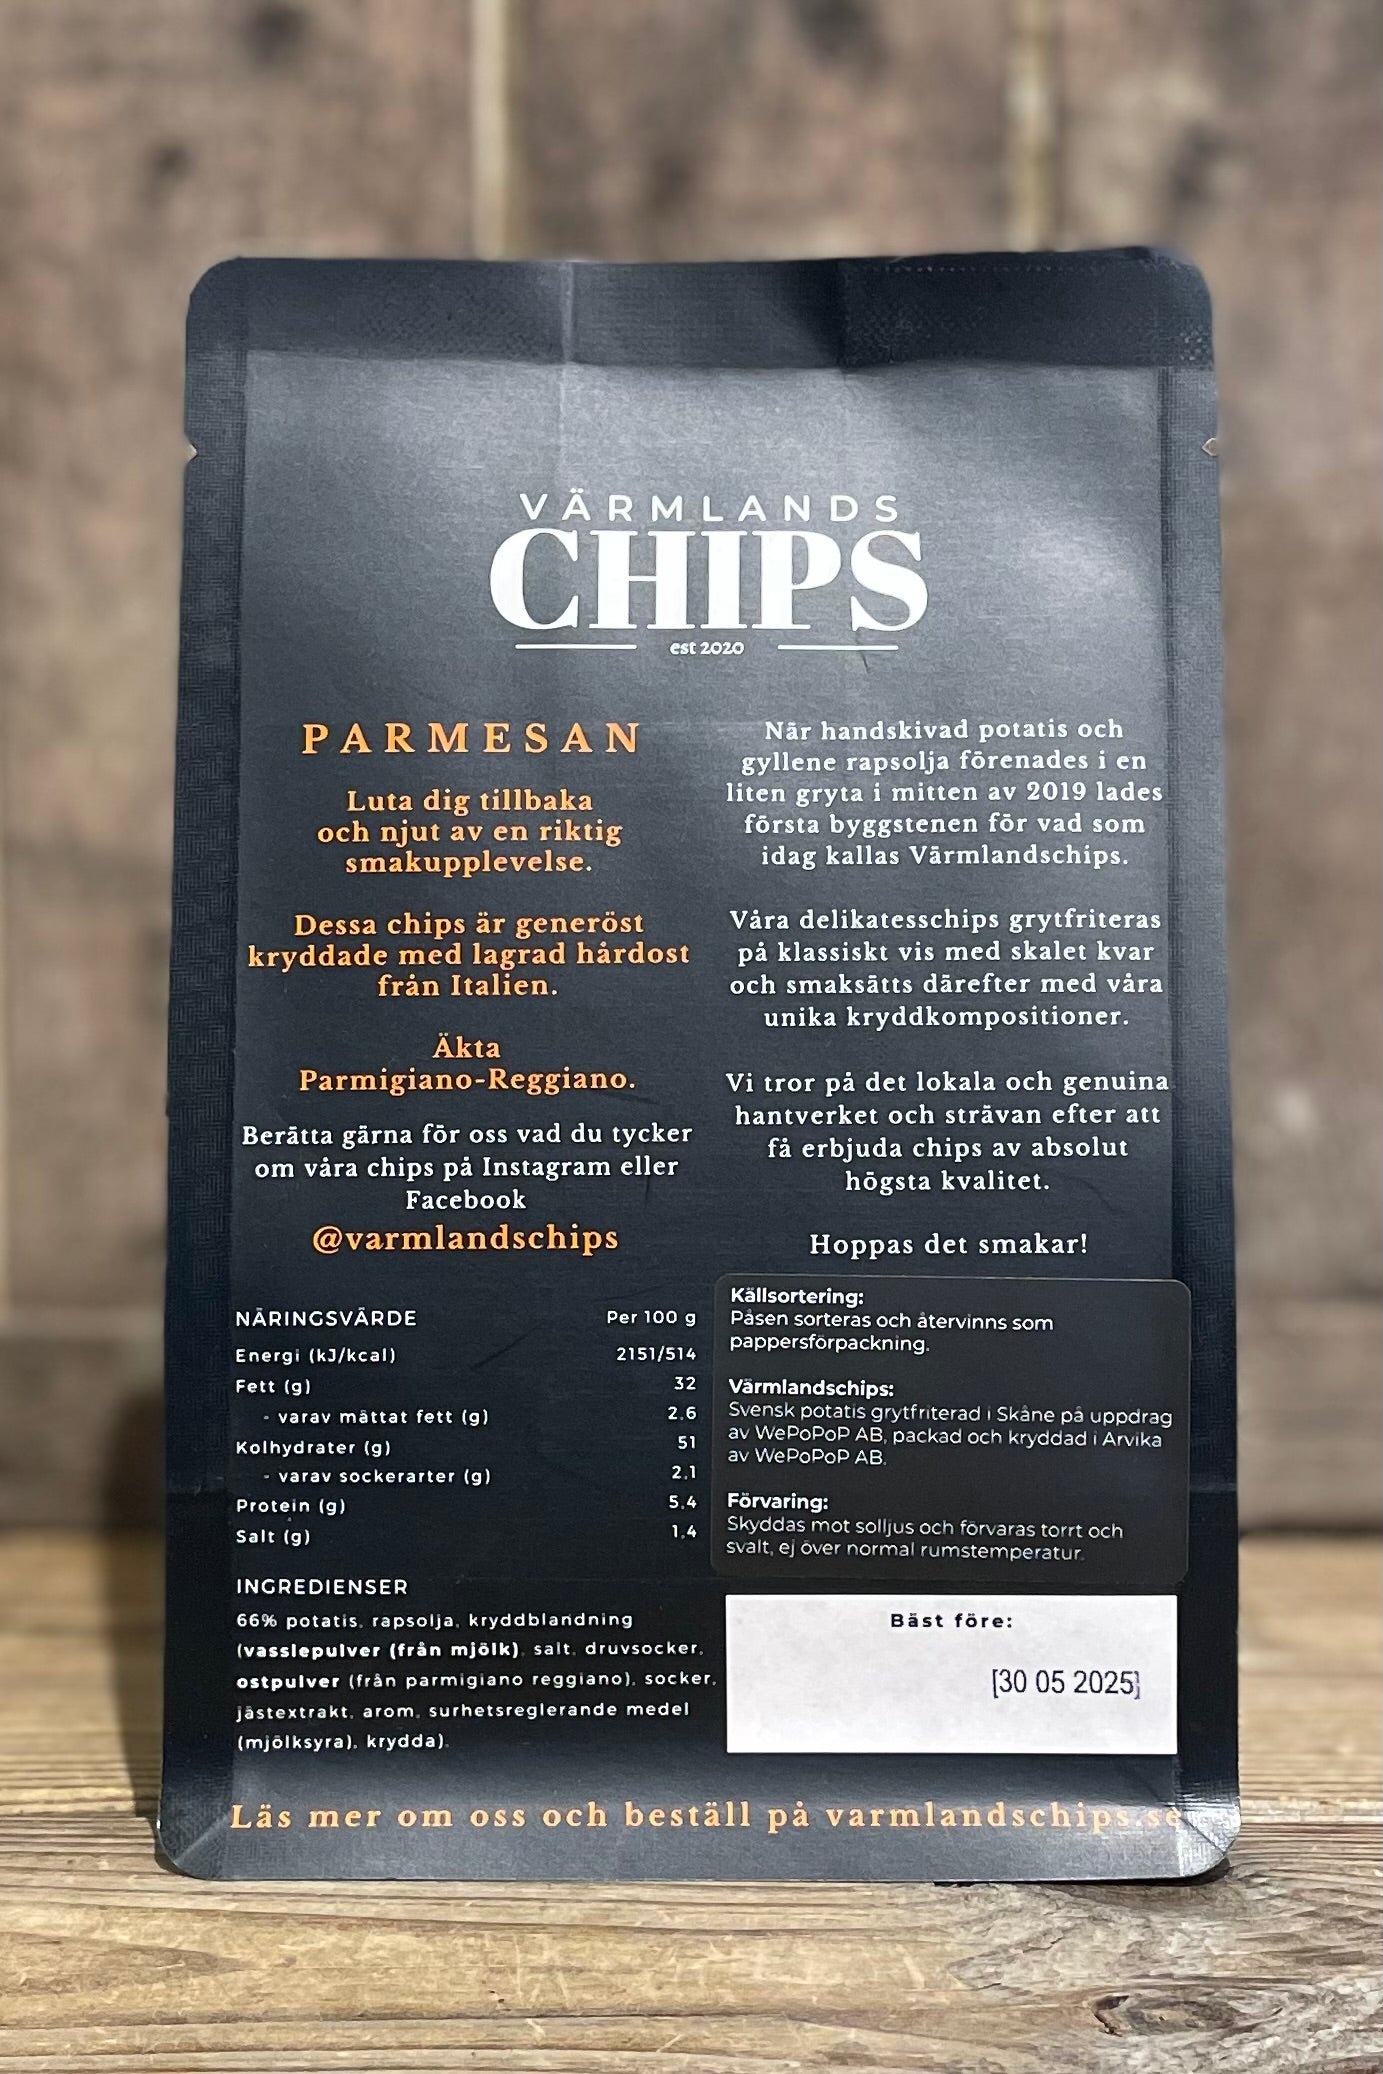 VÄRMLANDS
CHIPS
est 2020
PARMESAN
Luta dig tillbaka
och njut av en riktig
smakupplevelse.
Dessa chips är generöst
kryddade med lagrad hårdost
från Italien.
Äkta
Parmigiano-Reggiano.
Berätta gärna för oss vad du tycker
om våra chips på Instagram eller
Facebook
@varmlandschips
När handskivad potatis och
gyllene rapsolja förenades i en
liten gryta i mitten av 2019 lades
första byggstenen för vad som
idag kallas Värmlandschips.
Våra delikatesschips grytfriteras
på klassiskt vis med skalet kvar
och smaksätts därefter med våra
unika kryddkompositioner.
Vi tror på det lokala och genuina
hantverket och strävan efter att
få erbjuda chips av absolut
högsta kvalitet.
Hoppas det smakar!
NÄRINGSVÄRDE Per 100 g
Energi (kJ/kcal) 2151/514
Fett (g) 32
- varav mättat fett (g) 2.6
Kolhydrater (g) 51
- varav sockerarter (g) 2.1
Protein (g) 5.4
Salt (g) 1.4
INGREDIENSER
66% potatis, rapsolja, kryddblandning
(vasslepulver (från mjölk), salt, druvsocker,
ostpulver (från parmigiano reggiano), socker,
jästextrakt, arom, surhetsreglerande medel
(mjölksyra), krydda).
Källsortering:
Påsen sorteras och återvinns som
pappersförpackning.
Värmlandschips:
Svensk potatis grytfriterad i Skåne på uppdrag
av WePoPoP AB, packad och kryddad i Arvika
av WePoPoP AB.
Förvaring:
Skyddas mot solljus och förvaras torrt och
svalt, ej över normal rumstemperatur.
Bäst före:
[30 05 2025]
Läs mer om oss och beställ på varmlandschips.se